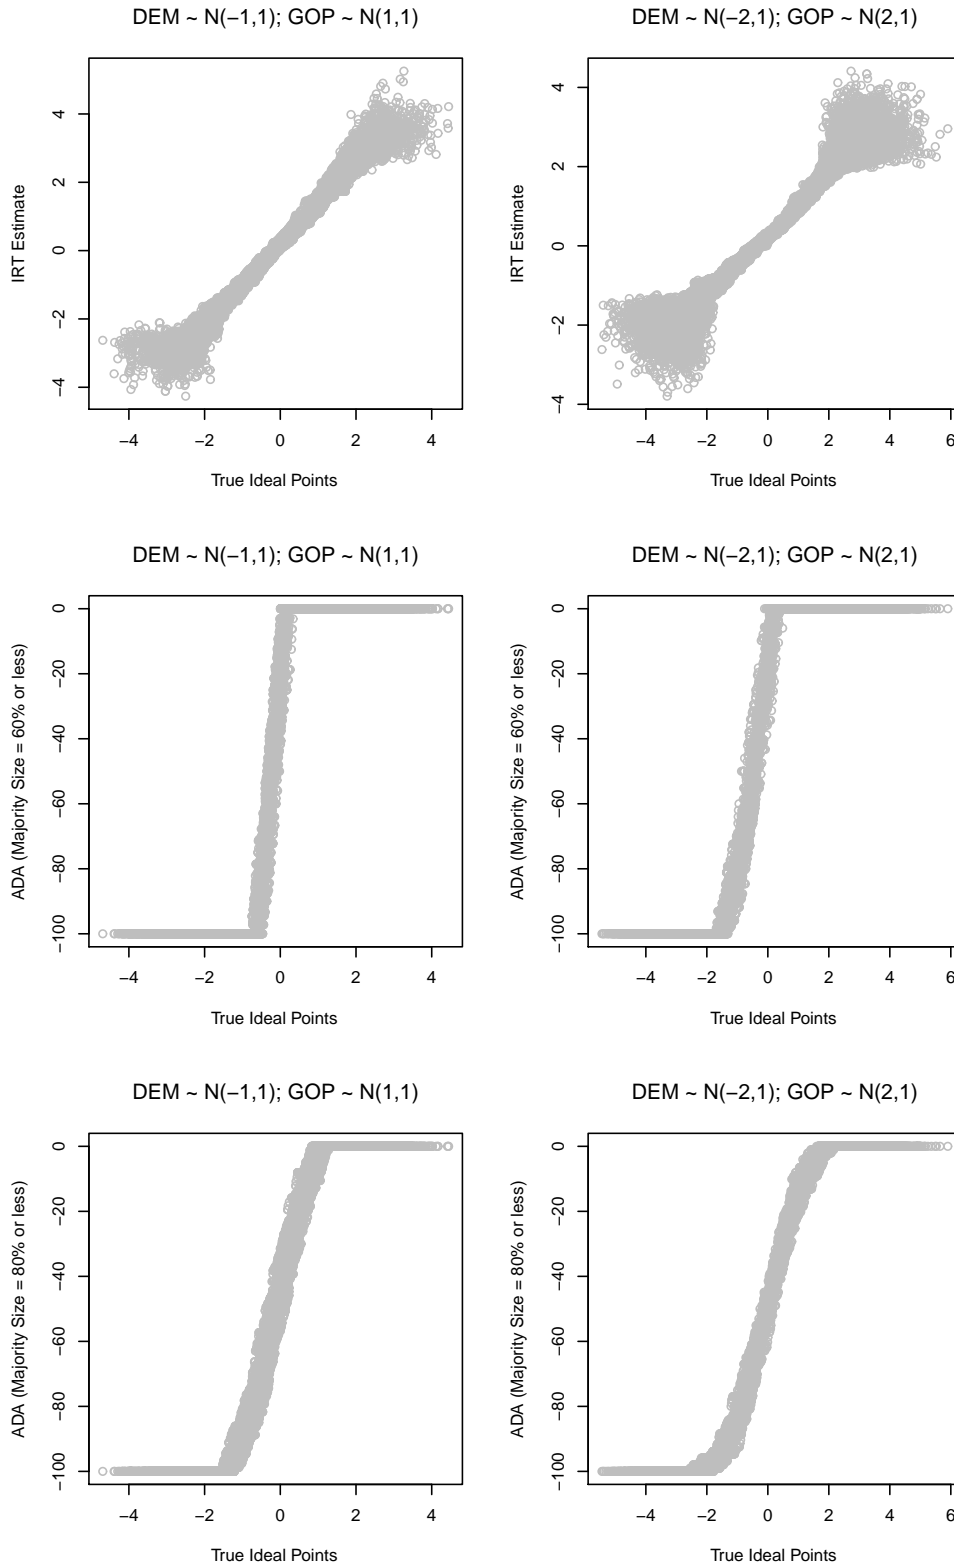 DEM ~ N(−1,1); GOP ~ N(1,1)
DEM ~ N(−2,1); GOP ~ N(2,1)
IRT Estimate
4
2
0
−2
−4
−4 −2 0 2 4
True Ideal Points
IRT Estimate
4
2
0
−2
−4
−4 −2 0 2 4 6
True Ideal Points
DEM ~ N(−1,1); GOP ~ N(1,1)
DEM ~ N(−2,1); GOP ~ N(2,1)
ADA (Majority Size = 60% or less)
0
−20
−40
−60
−80
−100
−4 −2 0 2 4
True Ideal Points
ADA (Majority Size = 60% or less)
0
−20
−40
−60
−80
−100
−4 −2 0 2 4 6
True Ideal Points
DEM ~ N(−1,1); GOP ~ N(1,1)
DEM ~ N(−2,1); GOP ~ N(2,1)
ADA (Majority Size = 80% or less)
0
−20
−40
−60
−80
−100
−4 −2 0 2 4
True Ideal Points
ADA (Majority Size = 80% or less)
0
−20
−40
−60
−80
−100
−4 −2 0 2 4 6
True Ideal Points